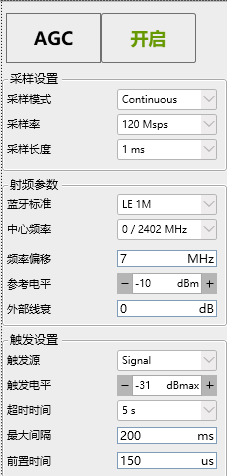 AGC 开启
采样设置
采样模式 Continuous
采样率 120 Msps
采样长度 1 ms
射频参数
蓝牙标准 LE 1M
中心频率 0 / 2402 MHz
频率偏移 7 MHz
参考电平 − -10 dBm +
外部线衰 0 dB
触发设置
触发源 Signal
触发电平 − -31 dBmax +
超时时间 5 s
最大间隔 200 ms
前置时间 150 us